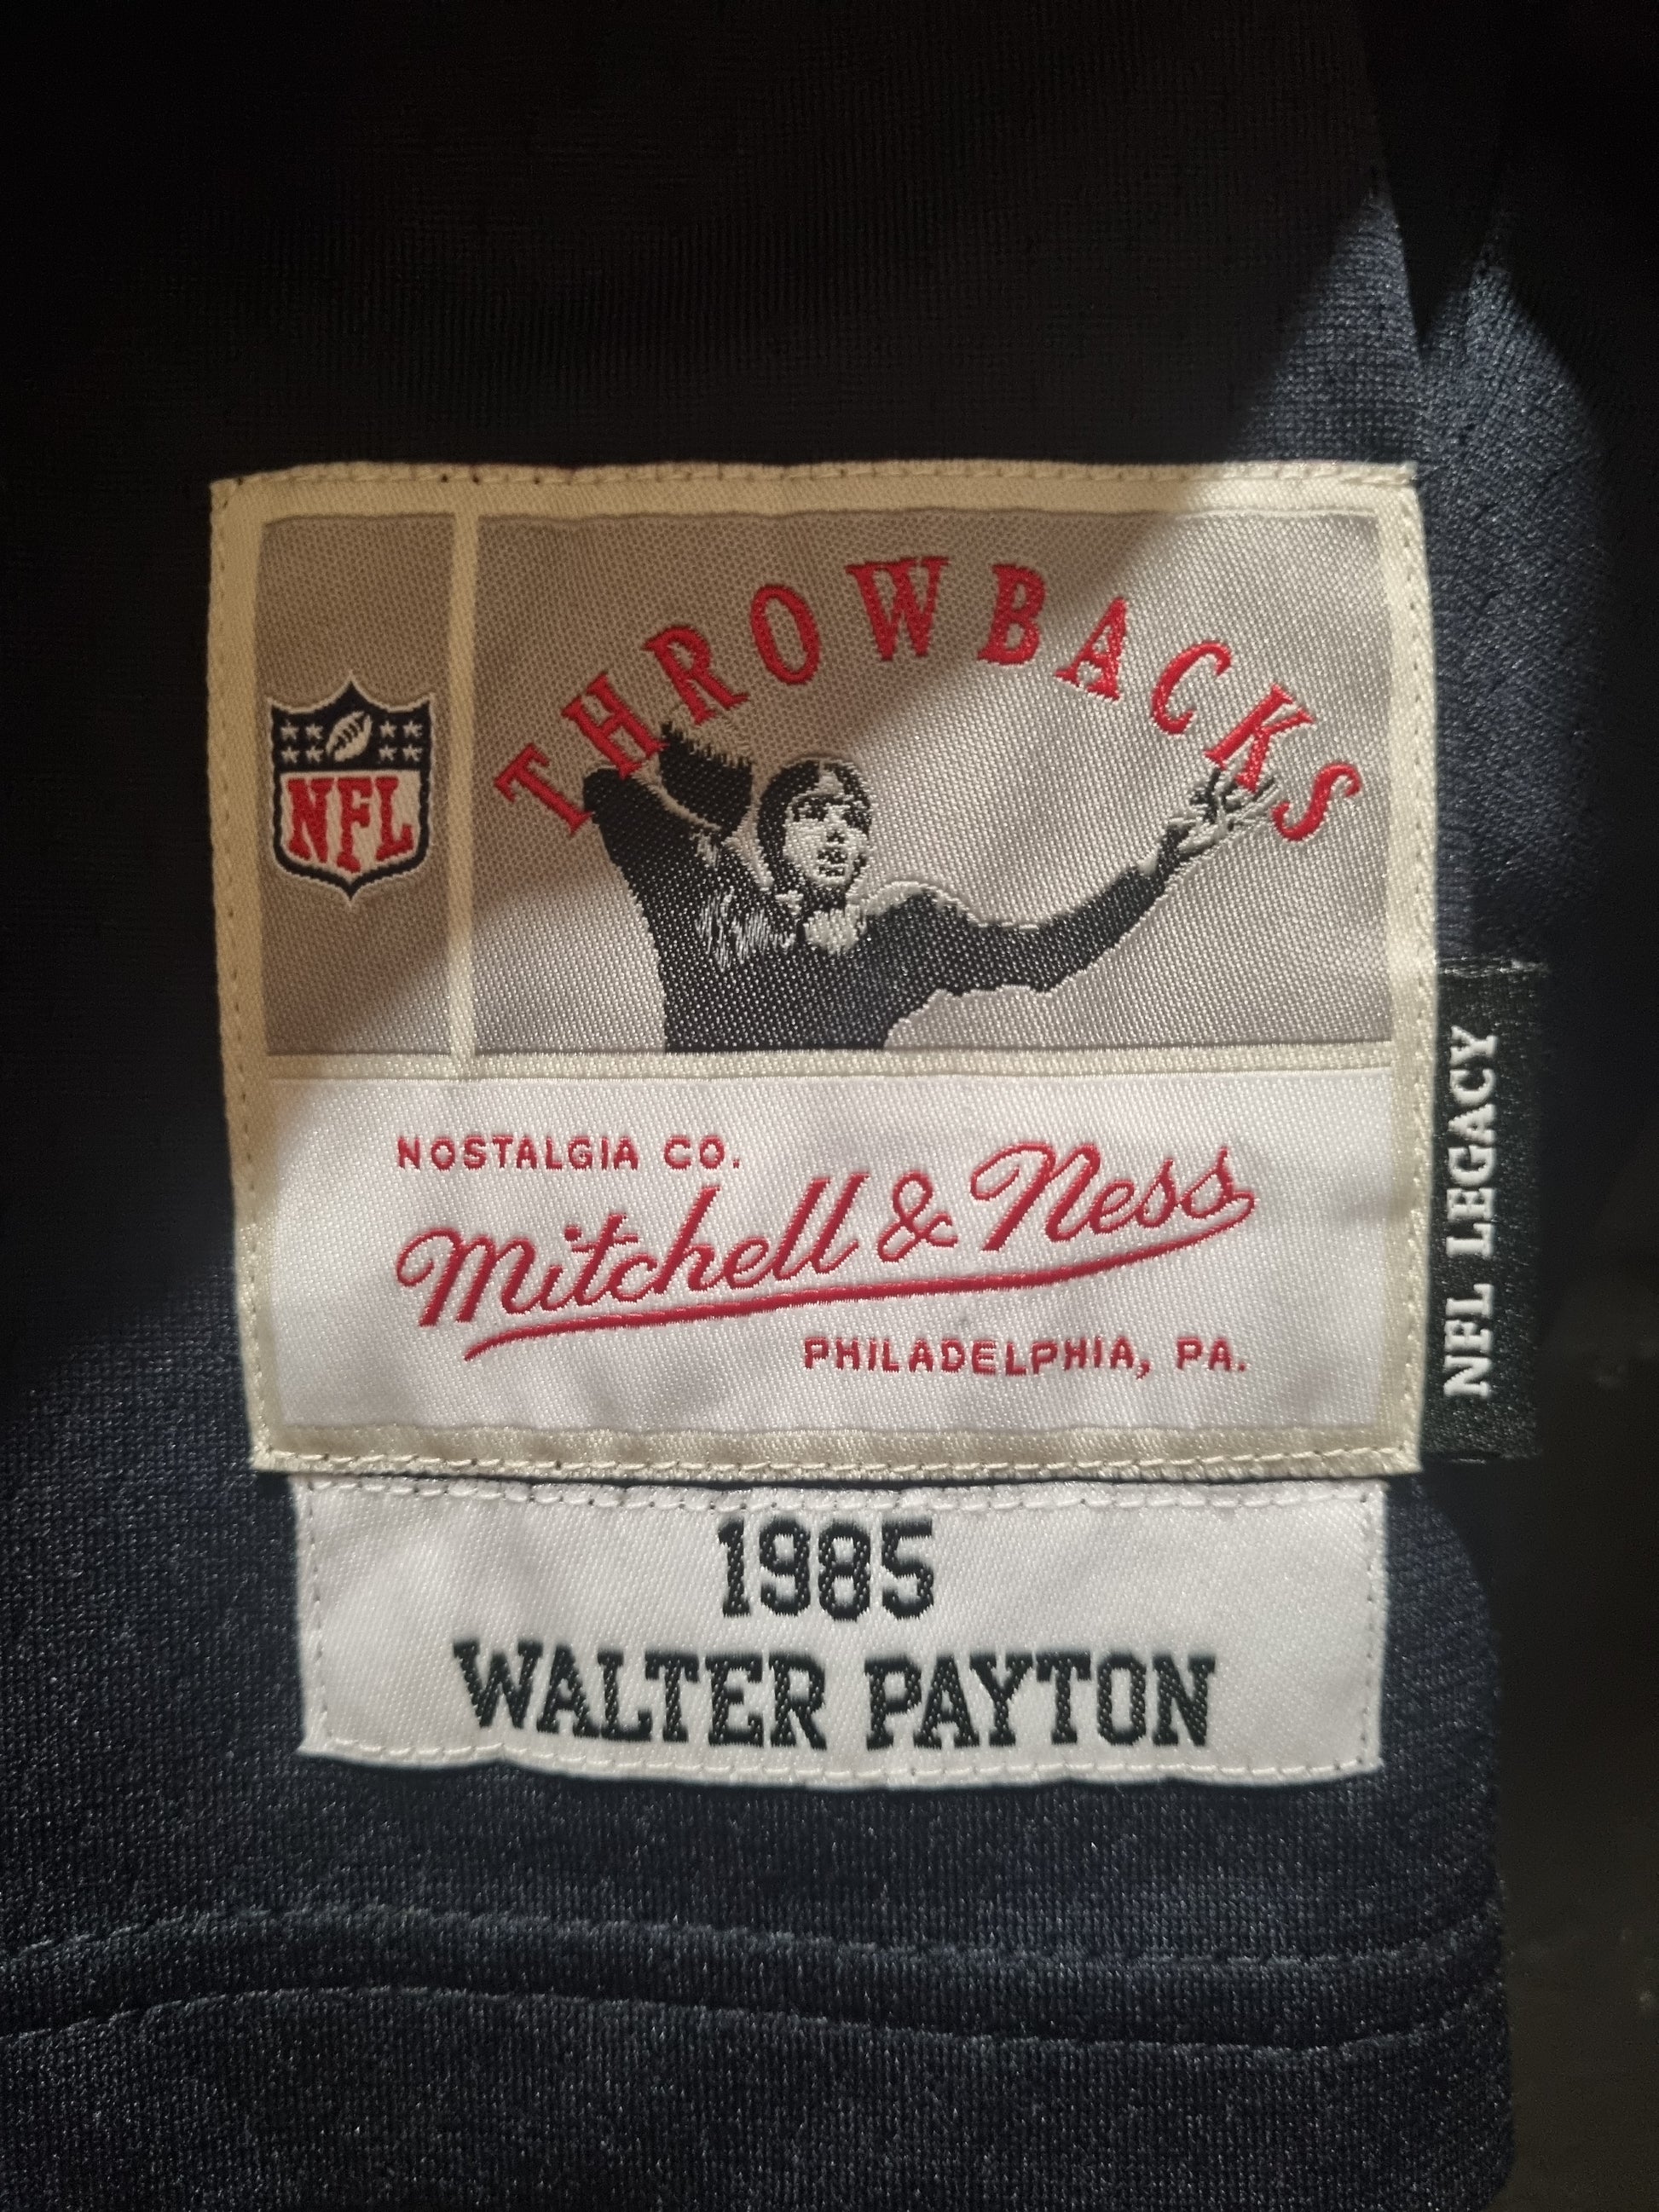 THROWBACKS
NFL
NOSTALGIA CO.
Mitchell & Ness
PHILADELPHIA, PA.
NFL LEGACY
1985
WALTER PAYTON